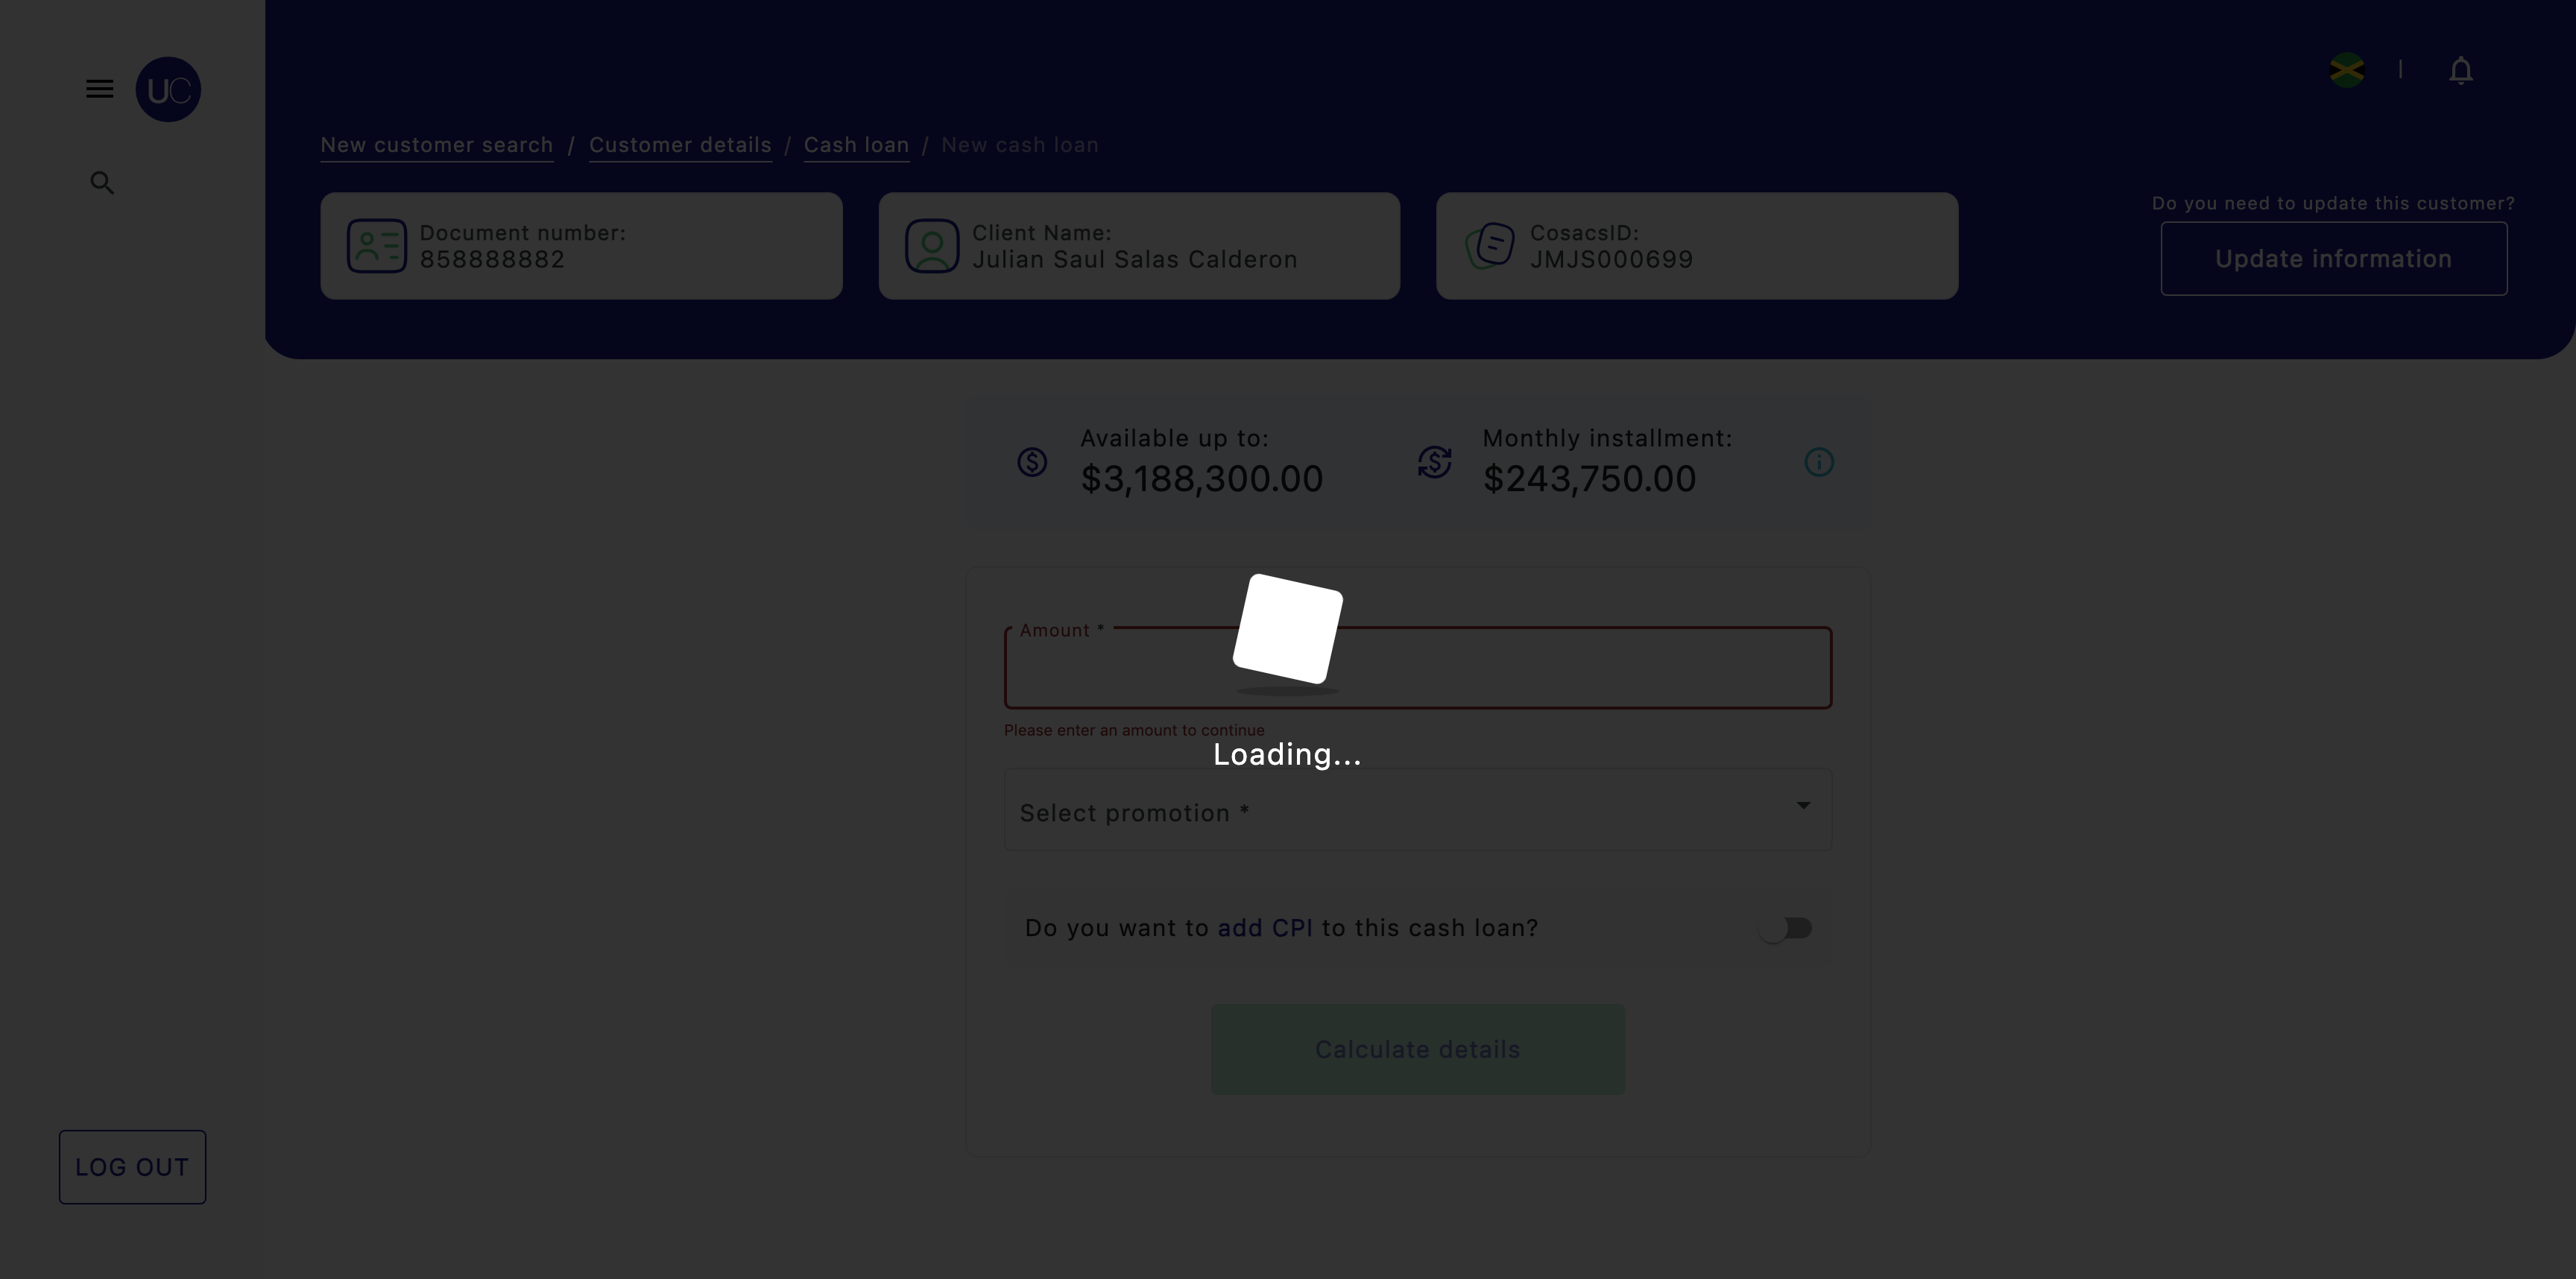 UC
New customer search / Customer details / Cash loan / New cash loan
Document number:
858888882
Client Name:
Julian Saul Salas Calderon
CosacsID:
JMJS000699
Do you need to update this customer?
Update information
Available up to:
$3,188,300.00
Monthly installment:
$243,750.00
Amount *
Please enter an amount to continue
Loading...
Select promotion *
Do you want to add CPI to this cash loan?
Calculate details
LOG OUT